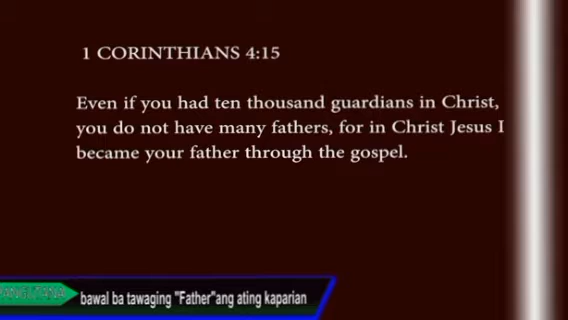 1 CORINTHIANS 4:15
Even if you had ten thousand guardians in Christ,
you do not have many fathers, for in Christ Jesus I
became your father through the gospel.
bawal ba tawaging "Father"ang ating kaparian